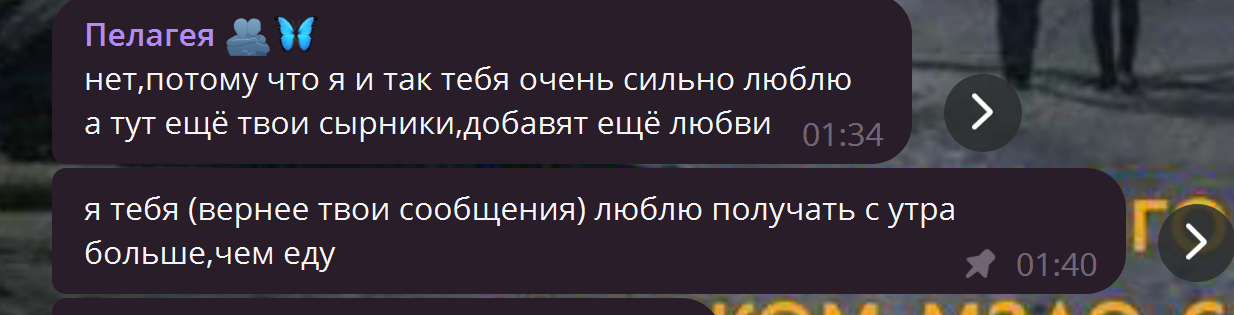 Пелагея 🫂🦋
нет,потому что я и так тебя очень сильно люблю
а тут ещё твои сырники,добавят ещё любви
01:34
я тебя (вернее твои сообщения) люблю получать с утра
больше,чем еду
01:40